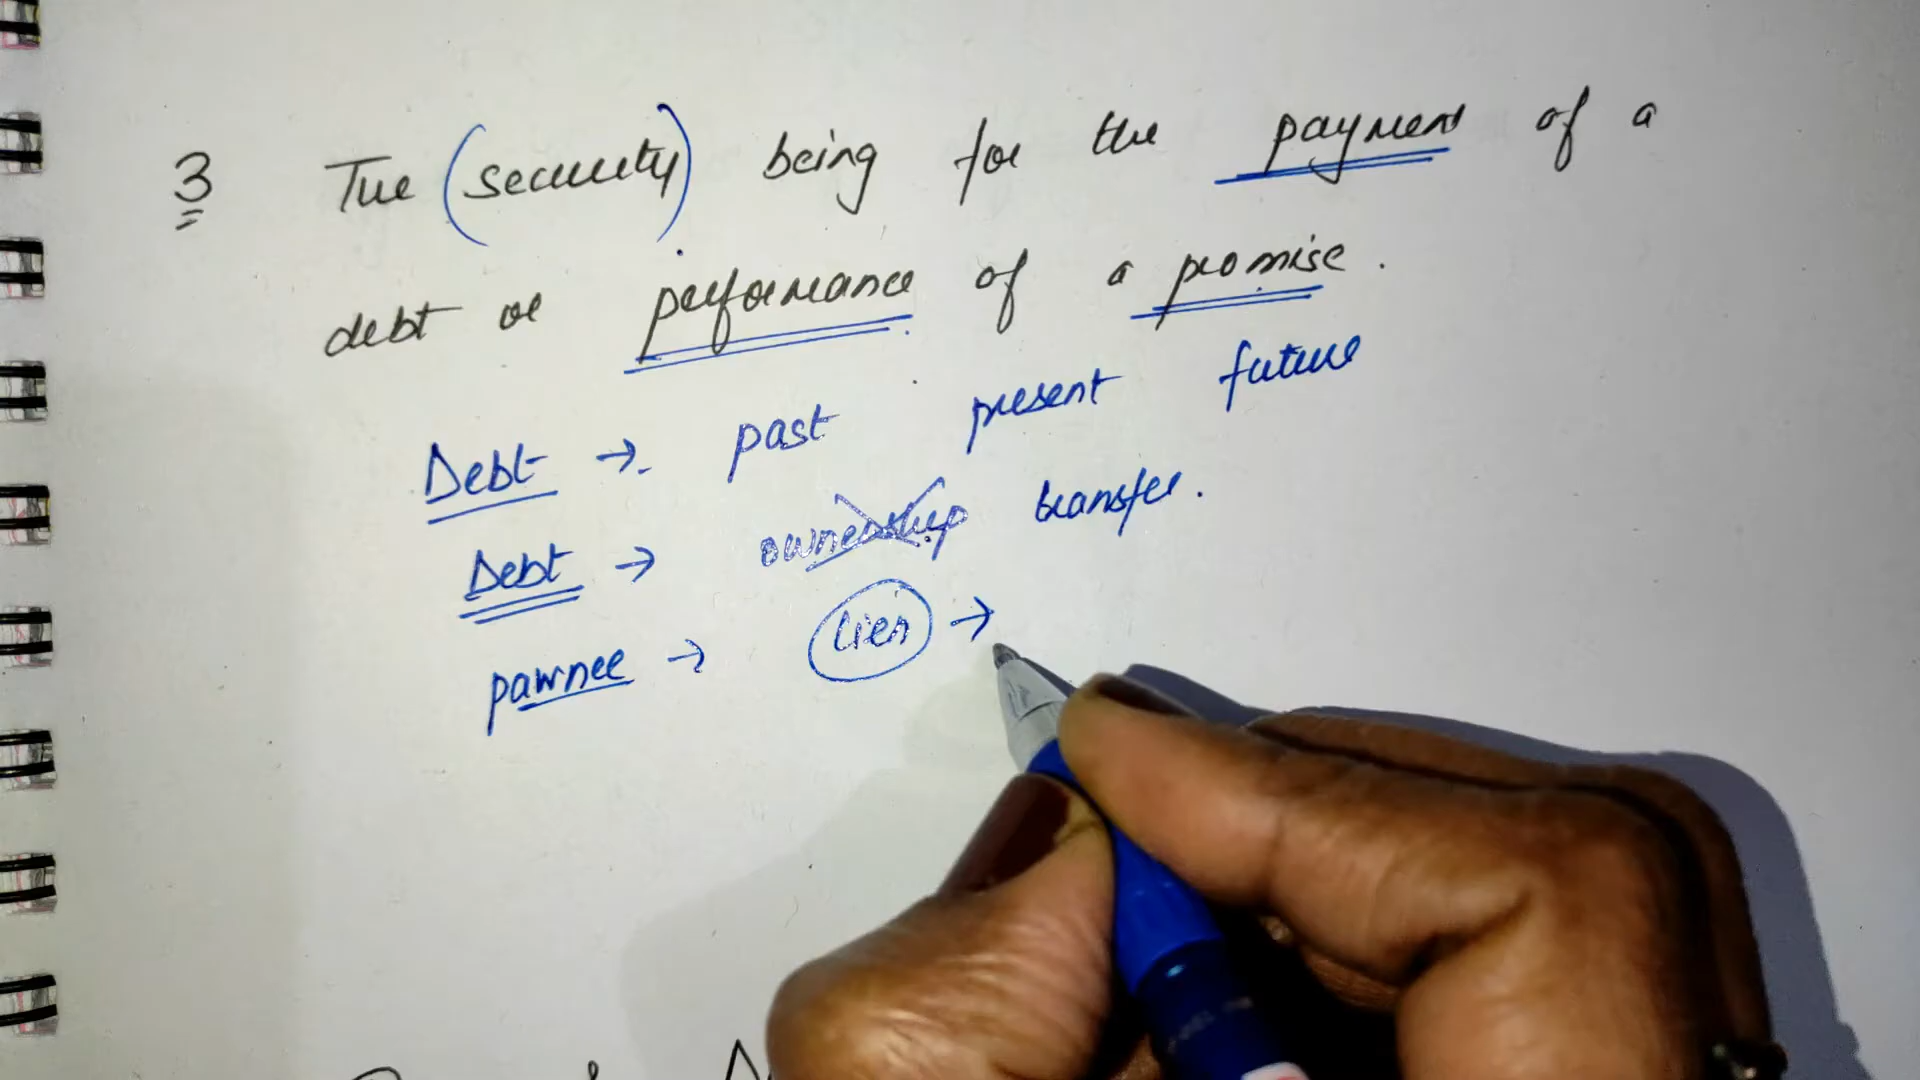 3 The (security) being for the payment of a
debt or performance of a promise.
Debt → past present future
Debt → ownership transfer.
pawnee → lien →